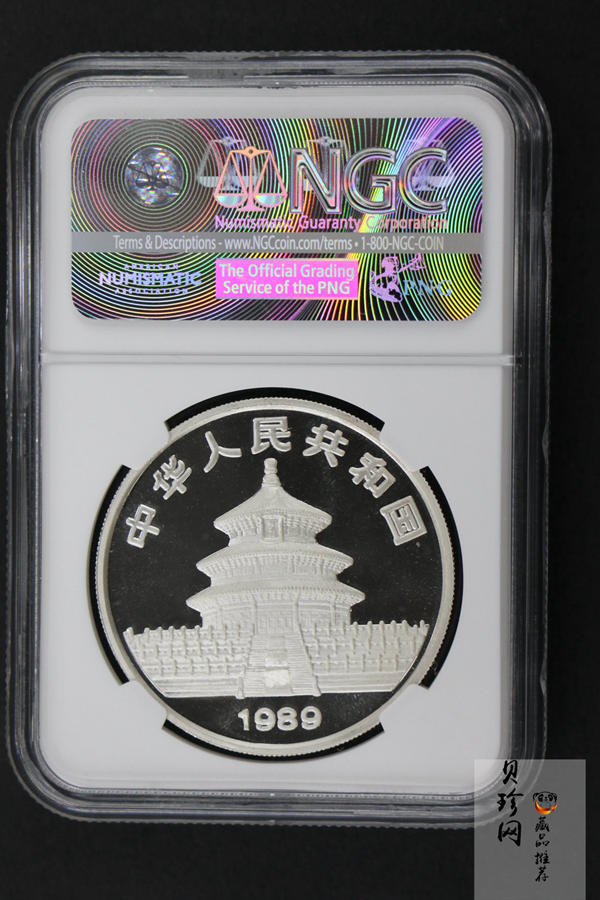 NGC
Numismatic Guaranty Corporation
Terms & Descriptions - www.NGCcoin.com/terms • 1-800-NGC-COIN
AMERICAN
NUMISMATIC
ASSOCIATION
The Official Grading
Service of the PNG
PNG
中华人民共和国
1989
贝珍网
藏品推荐